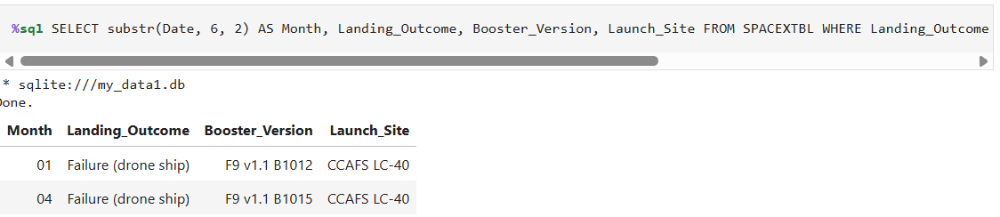 %sql SELECT substr(Date, 6, 2) AS Month, Landing_Outcome, Booster_Version, Launch_Site FROM SPACEXTBL WHERE Landing_Outcome
* sqlite:///my_data1.db
Done.
Month Landing_Outcome Booster_Version Launch_Site
01 Failure (drone ship) F9 v1.1 B1012 CCAFS LC-40
04 Failure (drone ship) F9 v1.1 B1015 CCAFS LC-40